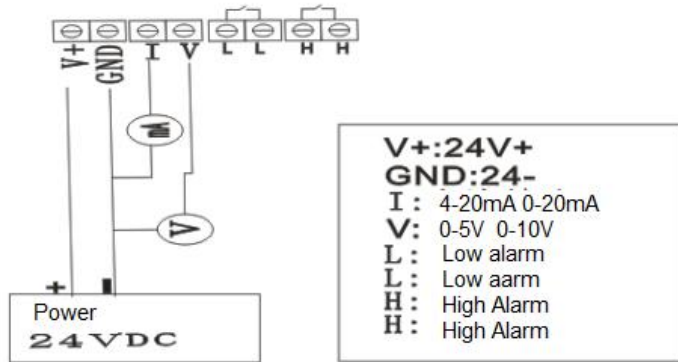 V+ GND I V L L H H
mA
V
+ -
Power
24VDC
V+:24V+
GND:24-
I: 4-20mA 0-20mA
V: 0-5V 0-10V
L: Low alarm
L: Low aarm
H: High Alarm
H: High Alarm